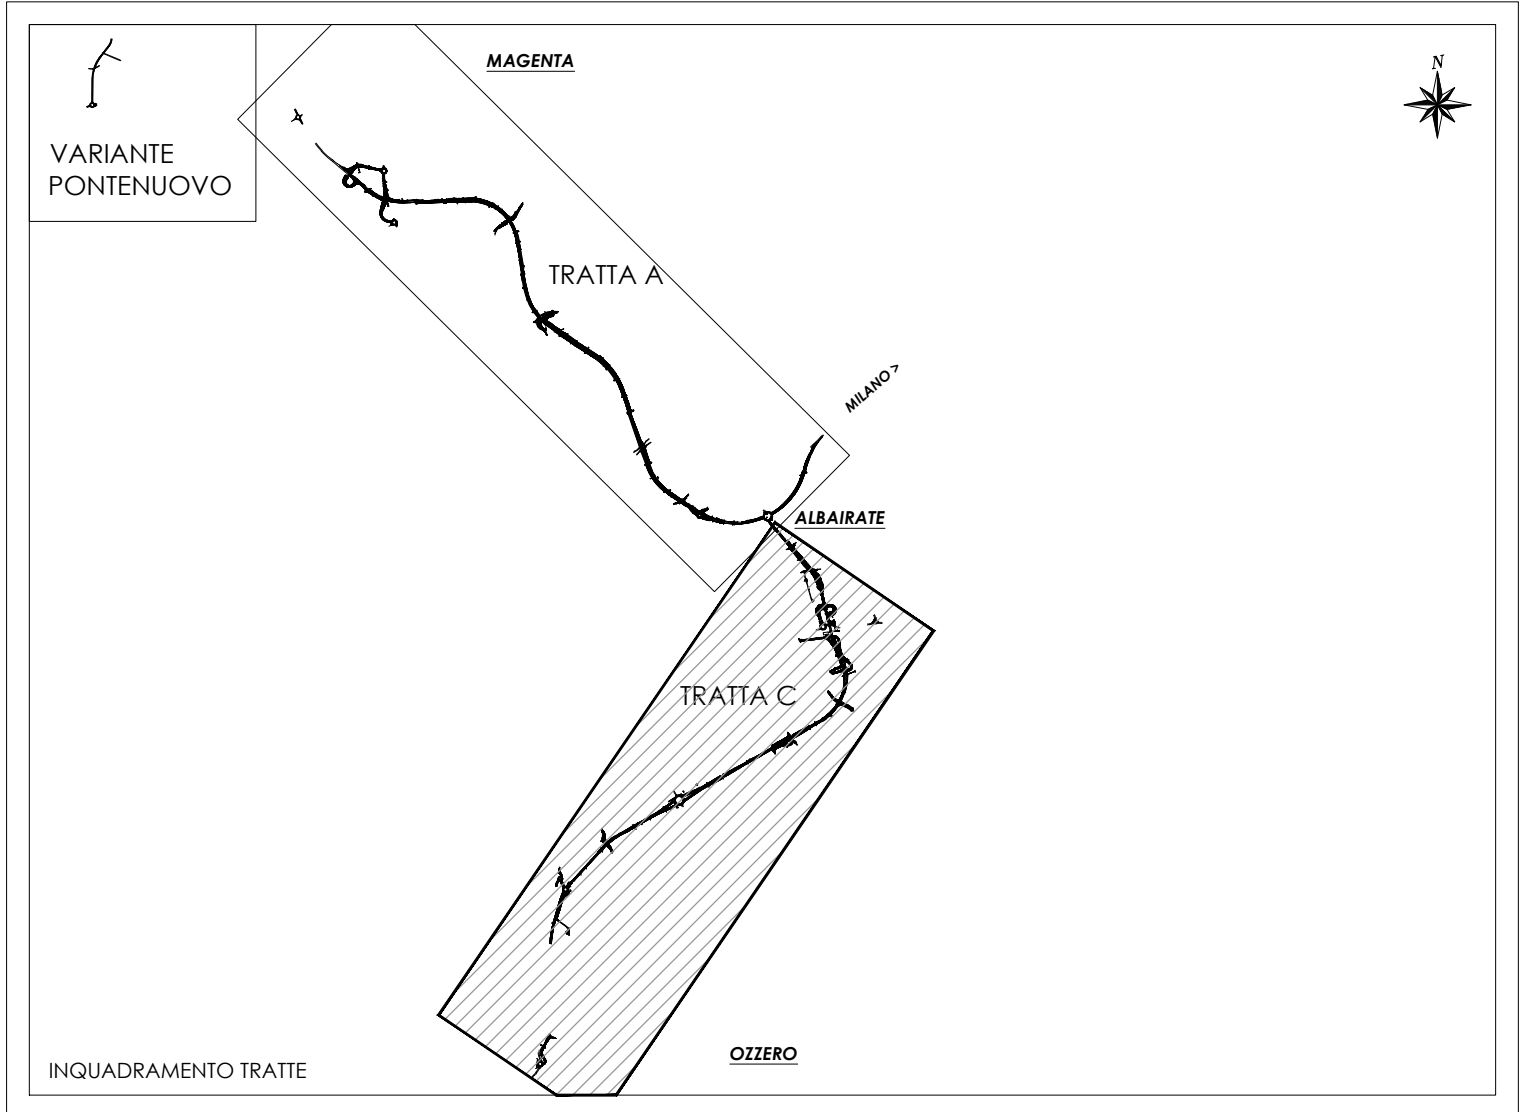 MAGENTA
N
VARIANTE
PONTENUOVO
TRATTA A
MILANO >
ALBAIRATE
TRATTA C
OZZERO
INQUADRAMENTO TRATTE